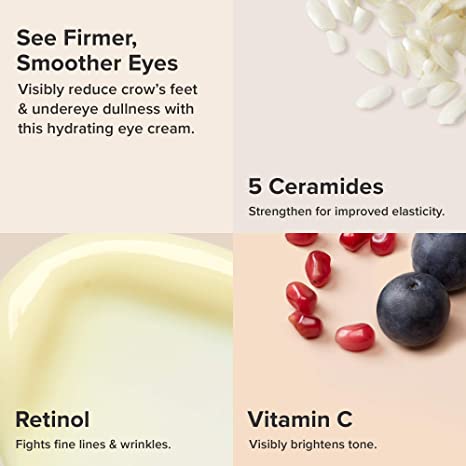 See Firmer,
Smoother Eyes
Visibly reduce crow's feet
& undereye dullness with
this hydrating eye cream.
5 Ceramides
Strengthen for improved elasticity.
Retinol
Fights fine lines & wrinkles.
Vitamin C
Visibly brightens tone.